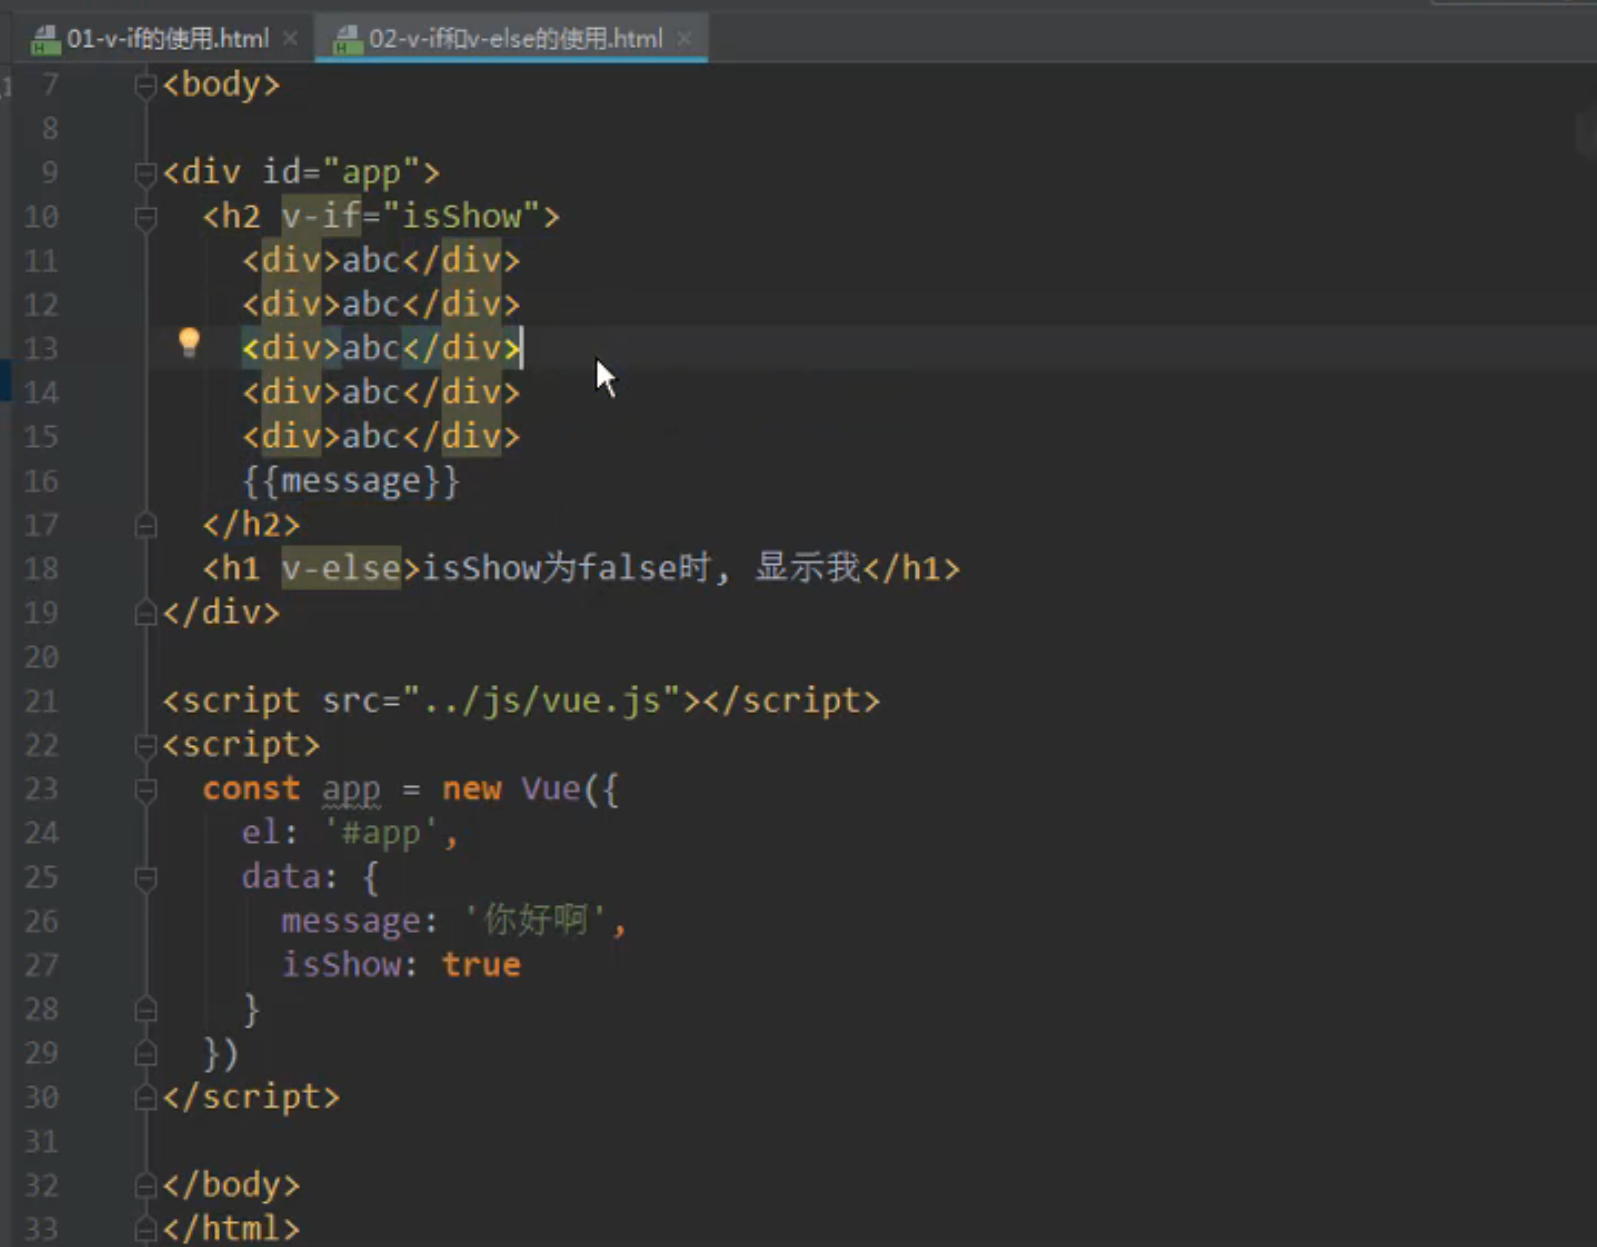 01-v-if的使用.html
02-v-if和v-else的使用.html
7 <body>
8
9 <div id="app">
10 <h2 v-if="isShow">
11 <div>abc</div>
12 <div>abc</div>
13 <div>abc</div>
14 <div>abc</div>
15 <div>abc</div>
16 {{message}}
17 </h2>
18 <h1 v-else>isShow为false时, 显示我</h1>
19 </div>
20
21 <script src="../js/vue.js"></script>
22 <script>
23 const app = new Vue({
24 el: '#app',
25 data: {
26 message: '你好啊',
27 isShow: true
28 }
29 })
30 </script>
31
32 </body>
33 </html>